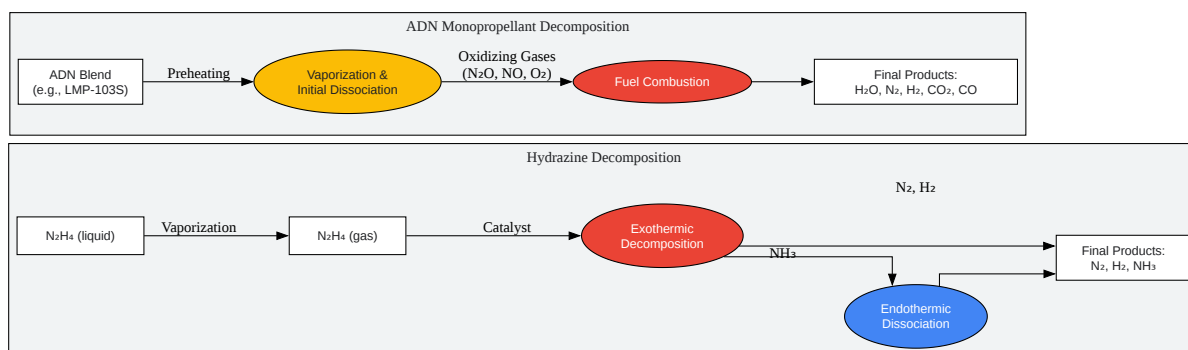 ADN Monopropellant Decomposition
ADN Blend
(e.g., LMP-103S)
Preheating
Vaporization &
Initial Dissociation
Oxidizing Gases
(N₂O, NO, O₂)
Fuel Combustion
Final Products:
H₂O, N₂, H₂, CO₂, CO
Hydrazine Decomposition
N₂H₄ (liquid)
Vaporization
N₂H₄ (gas)
Catalyst
Exothermic
Decomposition
N₂, H₂
NH₃
Endothermic
Dissociation
Final Products:
N₂, H₂, NH₃